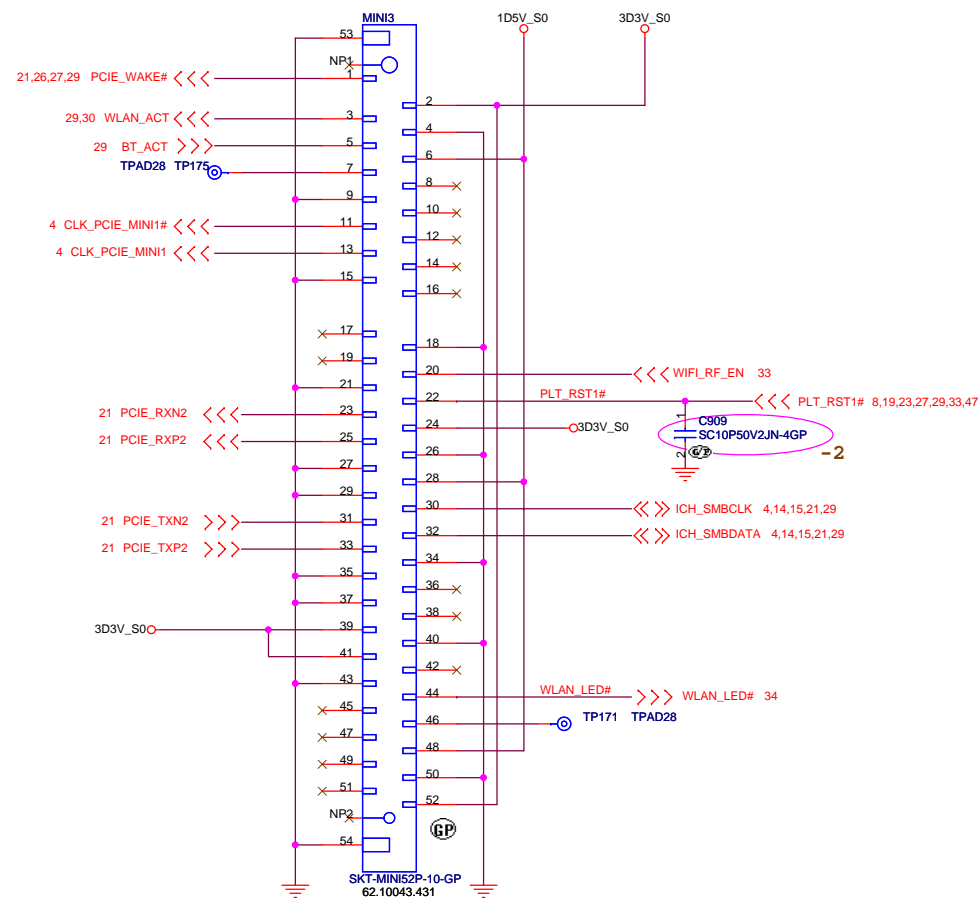 MINI3
1D5V_S0
3D3V_S0
53
NP1
21,26,27,29 PCIE_WAKE#
1
2
29,30 WLAN_ACT
3
4
29 BT_ACT
5
6
TPAD28 TP175
7
8
9
10
4 CLK_PCIE_MINI1#
11
12
4 CLK_PCIE_MINI1
13
14
15
16
17
18
19
20
WIFI_RF_EN 33
21
22
PLT_RST1#
PLT_RST1# 8,19,23,27,29,33,47
21 PCIE_RXN2
23
24
3D3V_S0
1
C909
SC10P50V2JN-4GP
2
G/P
-2
21 PCIE_RXP2
25
26
27
28
29
30
ICH_SMBCLK 4,14,15,21,29
21 PCIE_TXN2
31
32
ICH_SMBDATA 4,14,15,21,29
21 PCIE_TXP2
33
34
35
36
37
38
3D3V_S0
39
40
41
42
43
44
WLAN_LED#
WLAN_LED# 34
45
46
TP171 TPAD28
47
48
49
50
51
52
NP2
GP
54
SKT-MINI52P-10-GP
62.10043.431